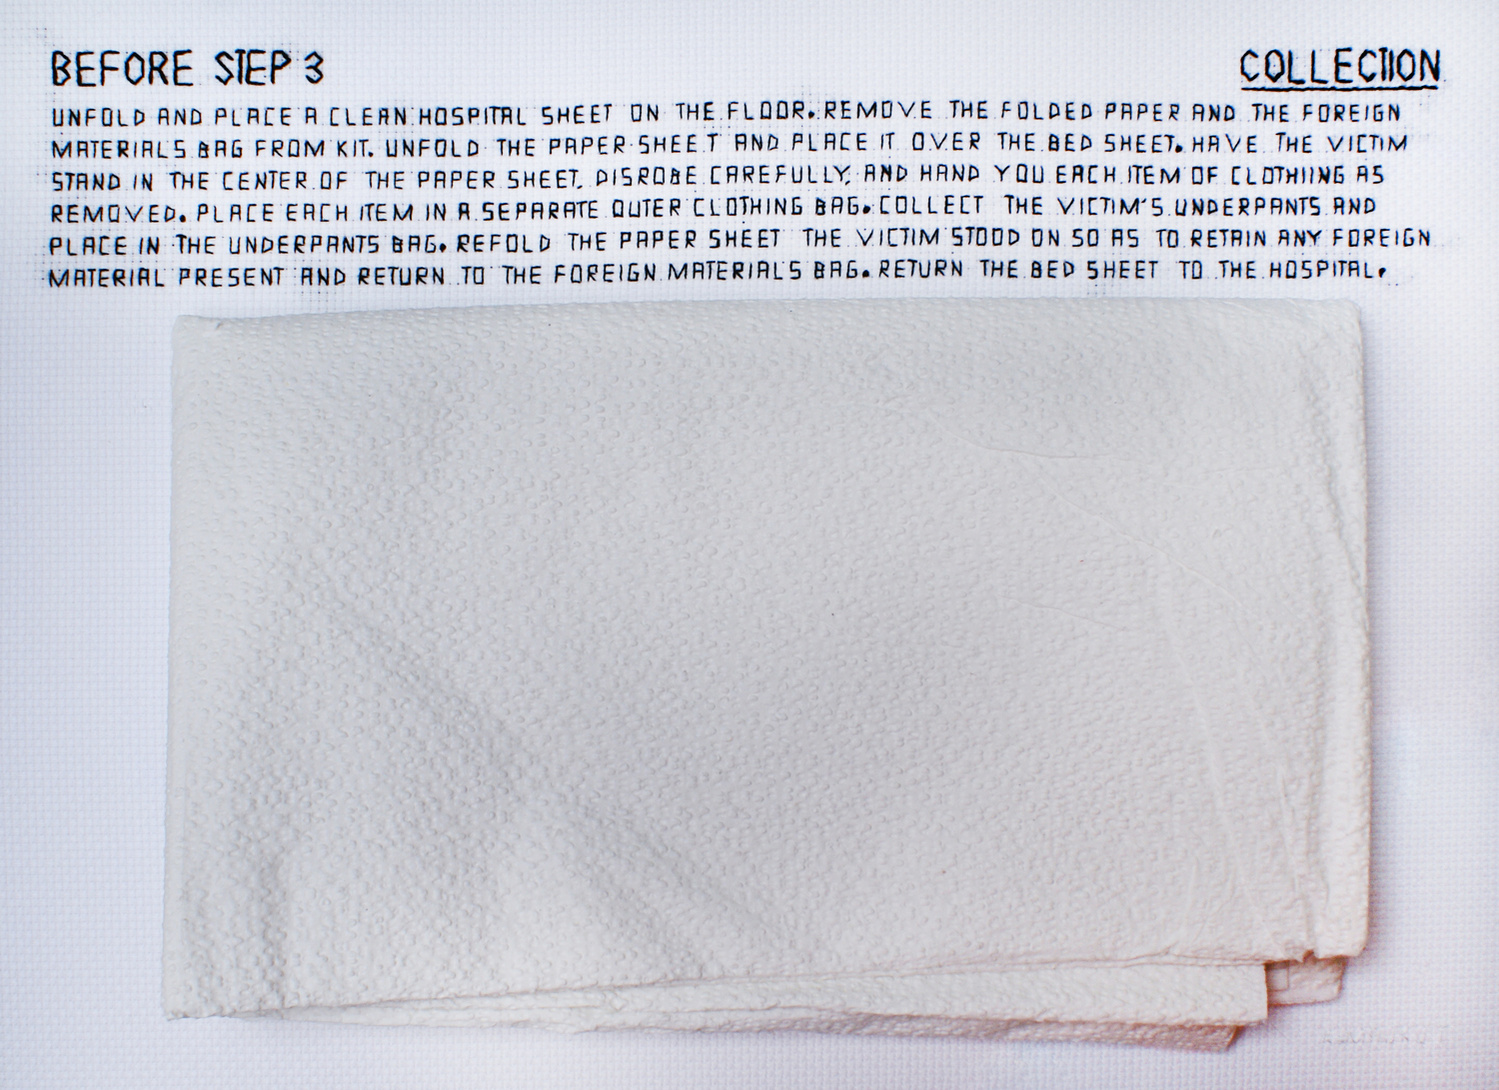 BEFORE STEP 3 COLLECTION
UNFOLD AND PLACE A CLEAN HOSPITAL SHEET ON THE FLOOR. REMOVE THE FOLDED PAPER AND THE FOREIGN
MATERIALS BAG FROM KIT. UNFOLD THE PAPER SHEET AND PLACE IT OVER THE BED SHEET. HAVE THE VICTIM
STAND IN THE CENTER OF THE PAPER SHEET, DISROBE CAREFULLY, AND HAND YOU EACH ITEM OF CLOTHIING AS
REMOVED. PLACE EACH ITEM IN A SEPARATE OUTER CLOTHING BAG. COLLECT THE VICTIM'S UNDERPANTS AND
PLACE IN THE UNDERPANTS BAG. REFOLD THE PAPER SHEET THE VICTIM STOOD ON SO AS TO RETAIN ANY FOREIGN
MATERIAL PRESENT AND RETURN TO THE FOREIGN MATERIALS BAG. RETURN THE BED SHEET TO THE HOSPITAL.